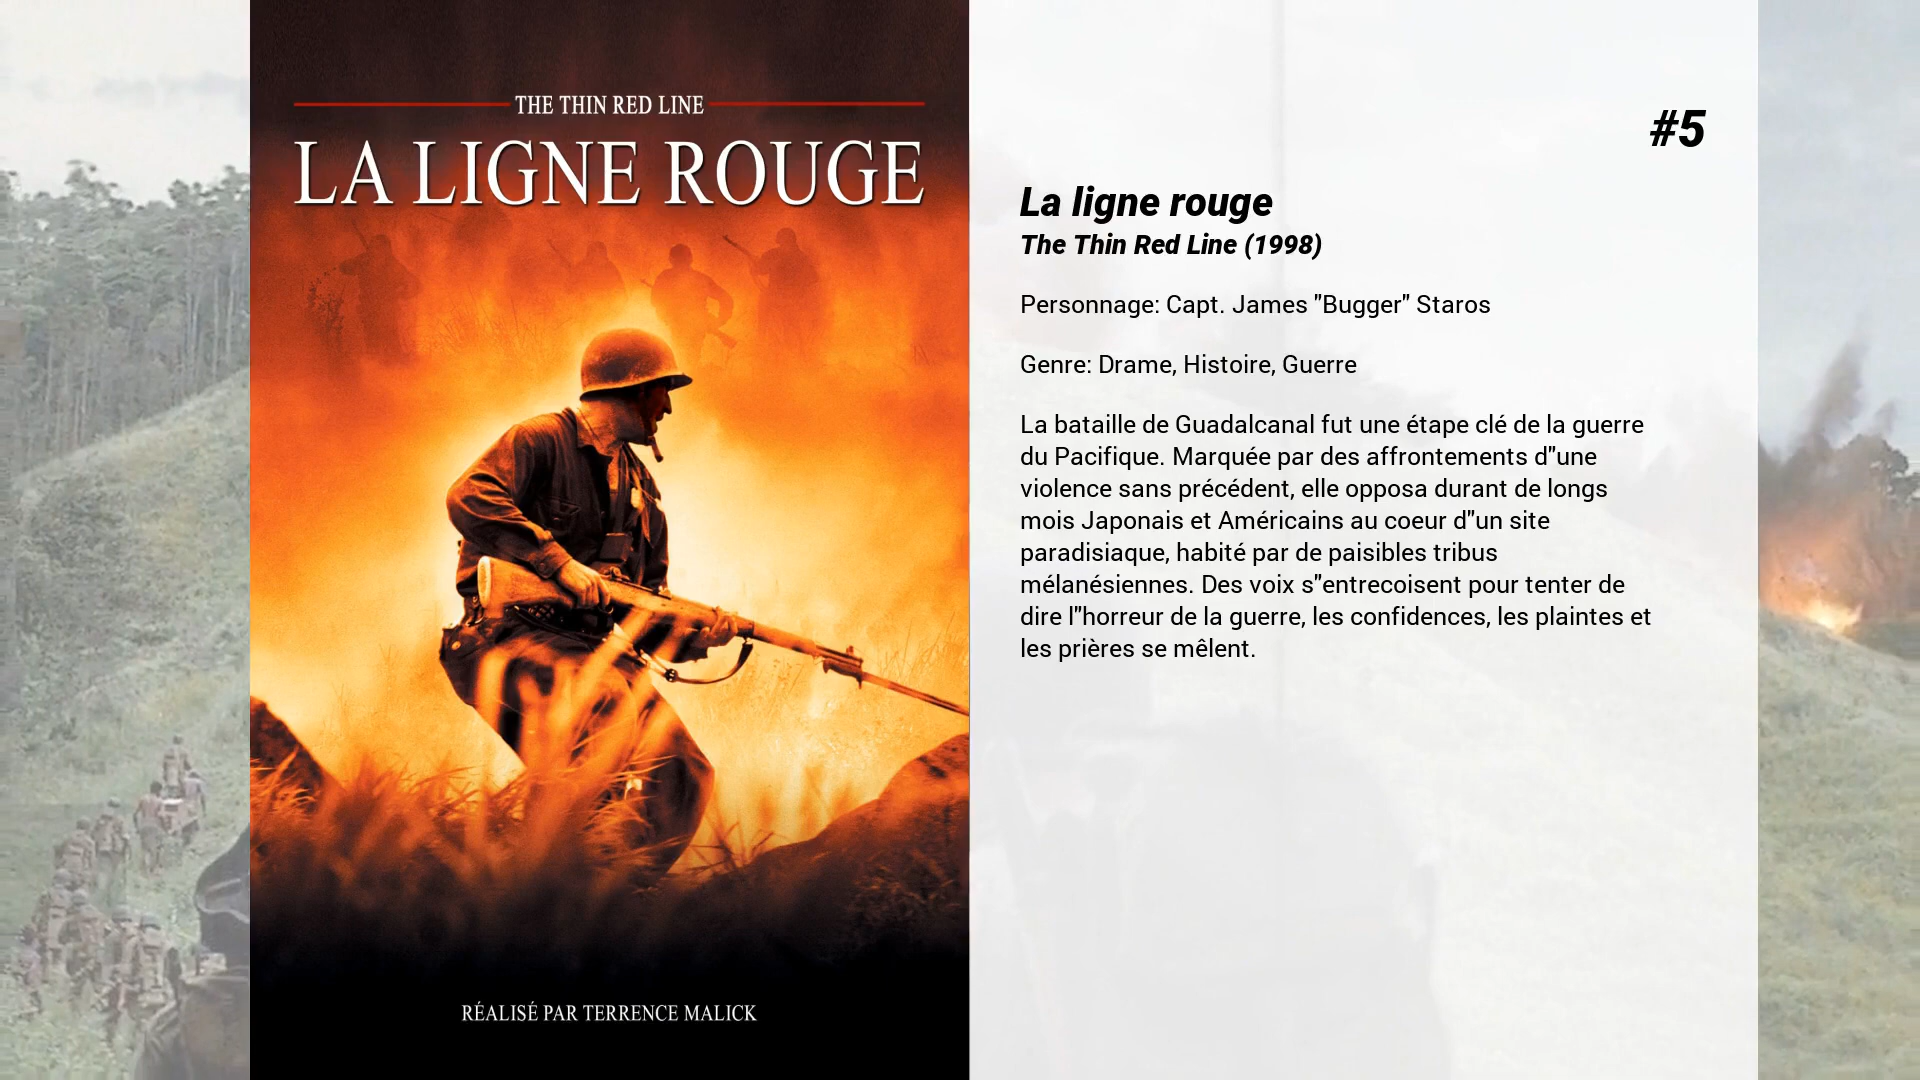 THE THIN RED LINE
LA LIGNE ROUGE
RÉALISÉ PAR TERRENCE MALICK
#5
La ligne rouge
The Thin Red Line (1998)
Personnage: Capt. James "Bugger" Staros
Genre: Drame, Histoire, Guerre
La bataille de Guadalcanal fut une étape clé de la guerre
du Pacifique. Marquée par des affrontements d"une
violence sans précédent, elle opposa durant de longs
mois Japonais et Américains au coeur d"un site
paradisiaque, habité par de paisibles tribus
mélanésiennes. Des voix s"entrecoisent pour tenter de
dire l"horreur de la guerre, les confidences, les plaintes et
les prières se mêlent.